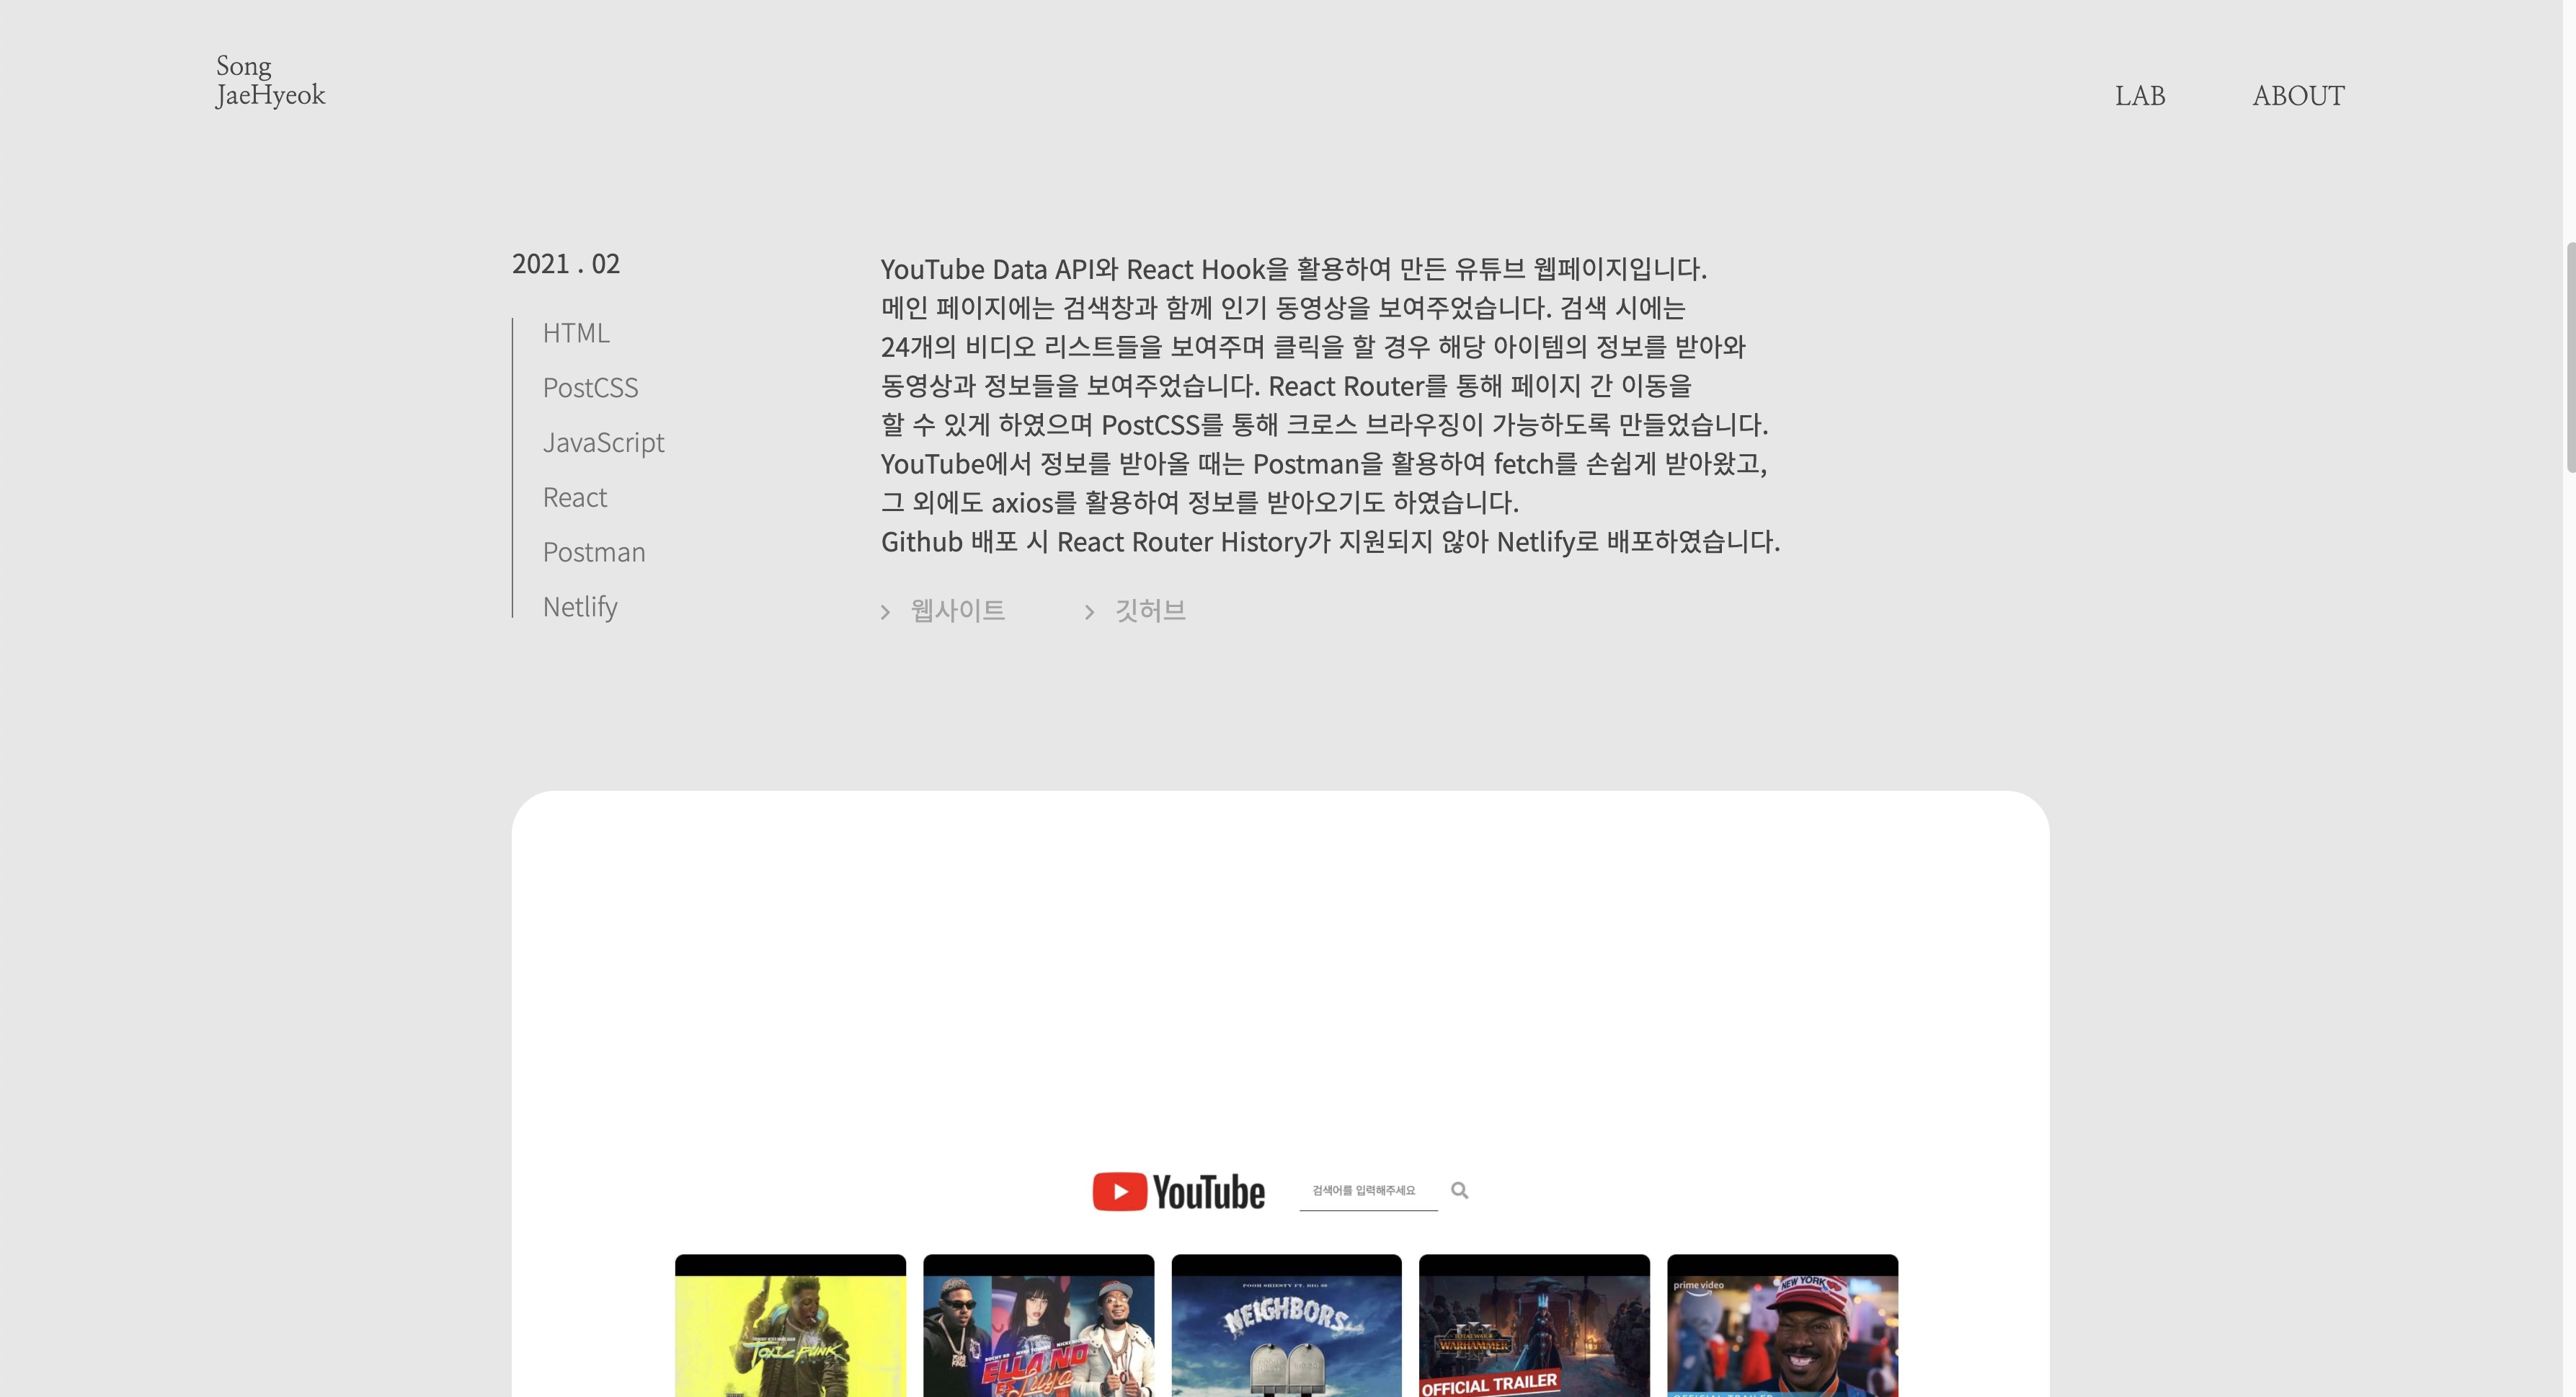 Song
JaeHyeok
LAB
ABOUT
2021 . 02
HTML
PostCSS
JavaScript
React
Postman
Netlify
YouTube Data API와 React Hook을 활용하여 만든 유튜브 웹페이지입니다.
메인 페이지에는 검색창과 함께 인기 동영상을 보여주었습니다. 검색 시에는
24개의 비디오 리스트들을 보여주며 클릭을 할 경우 해당 아이템의 정보를 받아와
동영상과 정보들을 보여주었습니다. React Router를 통해 페이지 간 이동을
할 수 있게 하였으며 PostCSS를 통해 크로스 브라우징이 가능하도록 만들었습니다.
YouTube에서 정보를 받아올 때는 Postman을 활용하여 fetch를 손쉽게 받아왔고,
그 외에도 axios를 활용하여 정보를 받아오기도 하였습니다.
Github 배포 시 React Router History가 지원되지 않아 Netlify로 배포하였습니다.
웹사이트
깃허브
YouTube
검색어를 입력해주세요
TOXIC PUNK
ELLA NO
ES Tuya
POOH SHIESTY FT. BIG 30
NEIGHBORS
TOTAL WAR
WARHAMMER
OFFICIAL TRAILER
prime video
NEW YORK
OFFICIAL TRAILER